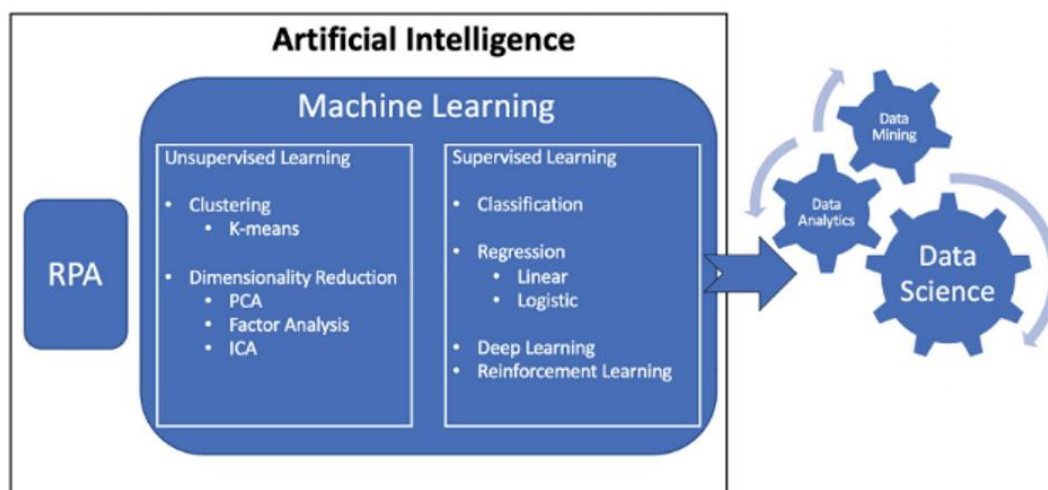 Artificial Intelligence
Machine Learning
RPA
Unsupervised Learning
• Clustering
• K-means
• Dimensionality Reduction
• PCA
• Factor Analysis
• ICA
Supervised Learning
• Classification
• Regression
• Linear
• Logistic
• Deep Learning
• Reinforcement Learning
Data
Mining
Data
Analytics
Data
Science